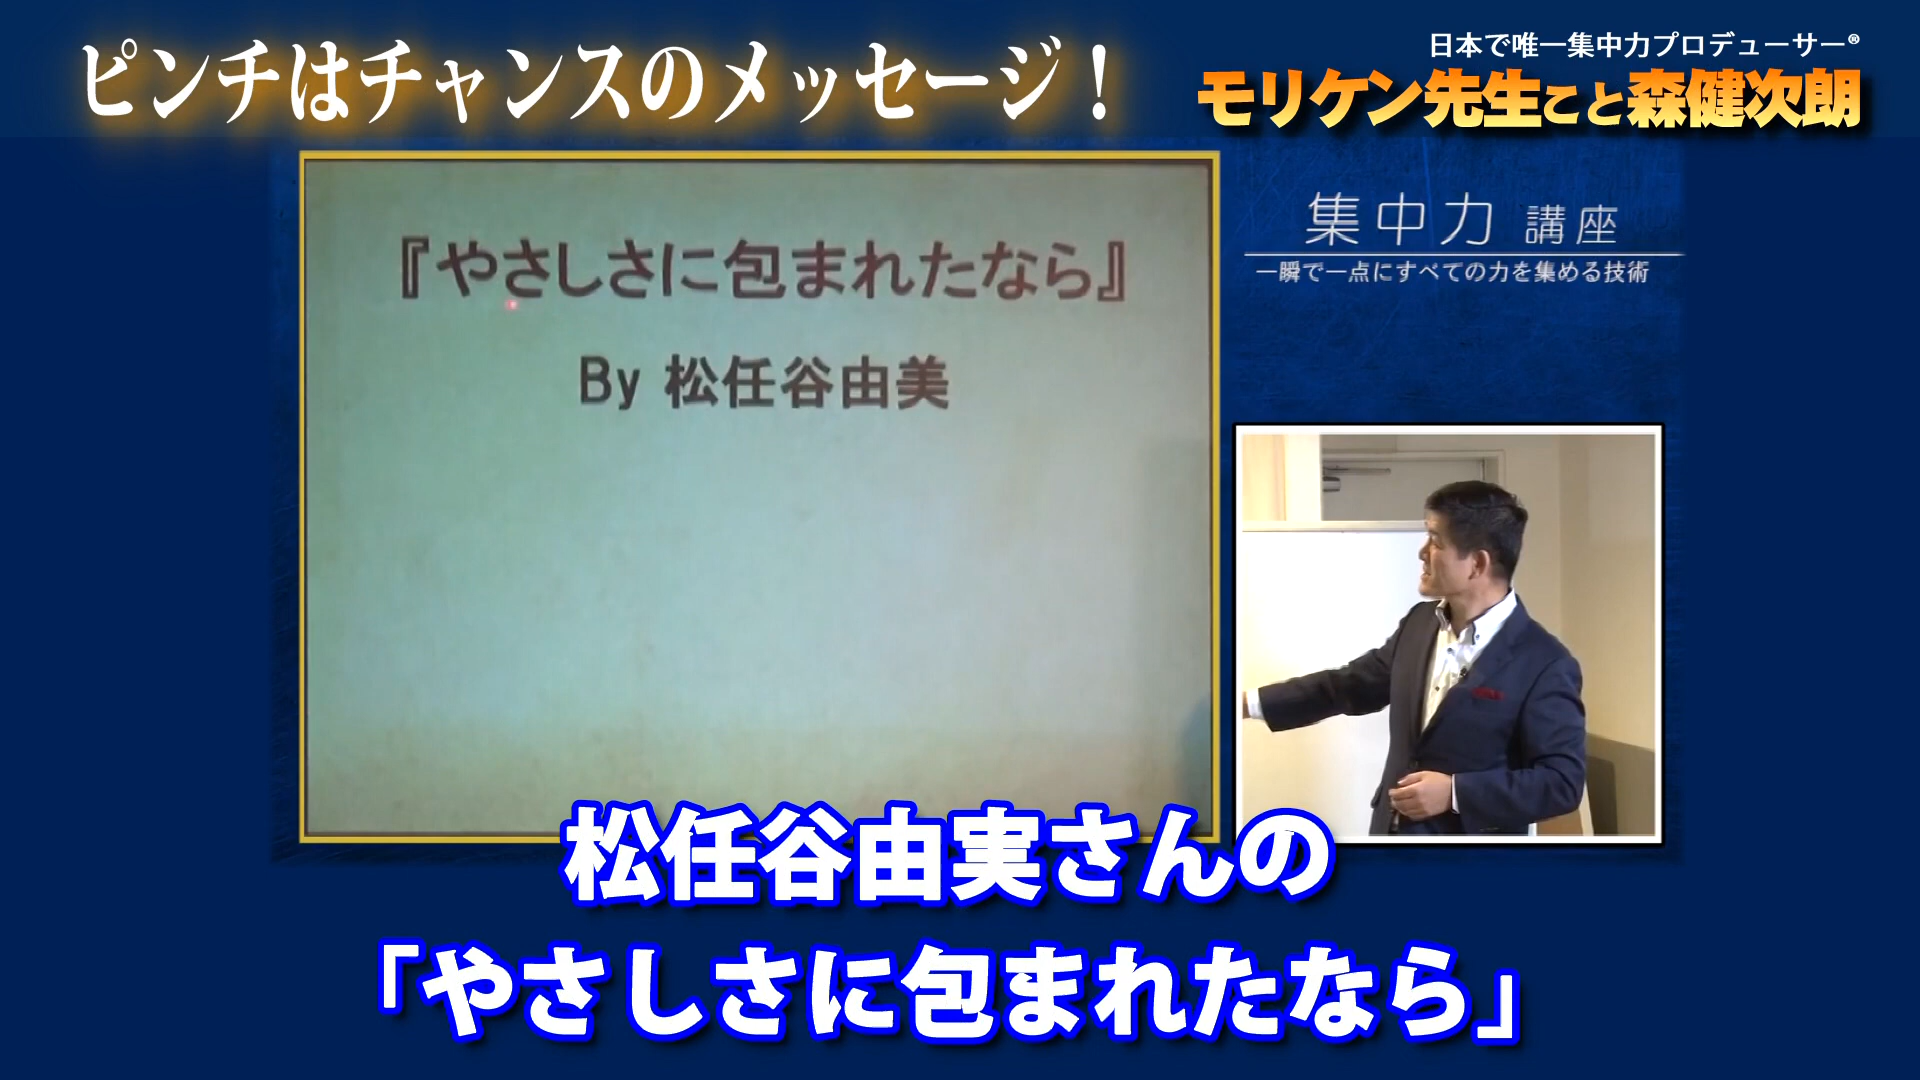 ピンチはチャンスのメッセージ！
日本で唯一集中力プロデューサー®
モリケン先生こと森健次朗
『やさしさに包まれたなら』
By 松任谷由美
集中力 講座
一瞬で一点にすべての力を集める技術
松任谷由実さんの
「やさしさに包まれたなら」